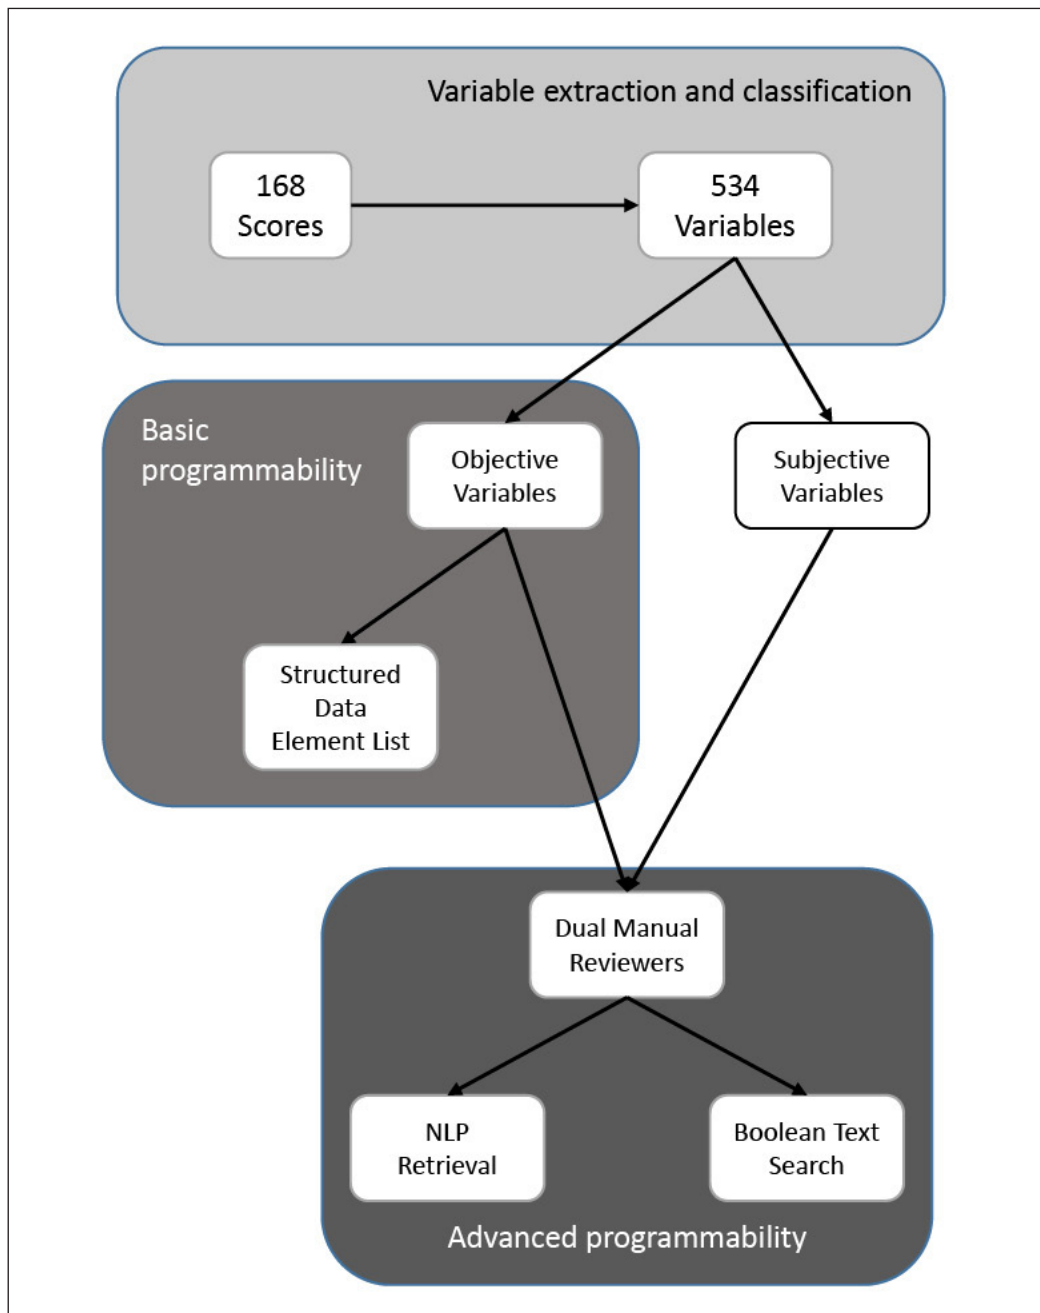 Variable extraction and classification
168
Scores
534
Variables
Basic
programmability
Objective
Variables
Subjective
Variables
Structured
Data
Element List
Dual Manual
Reviewers
NLP
Retrieval
Boolean Text
Search
Advanced programmability